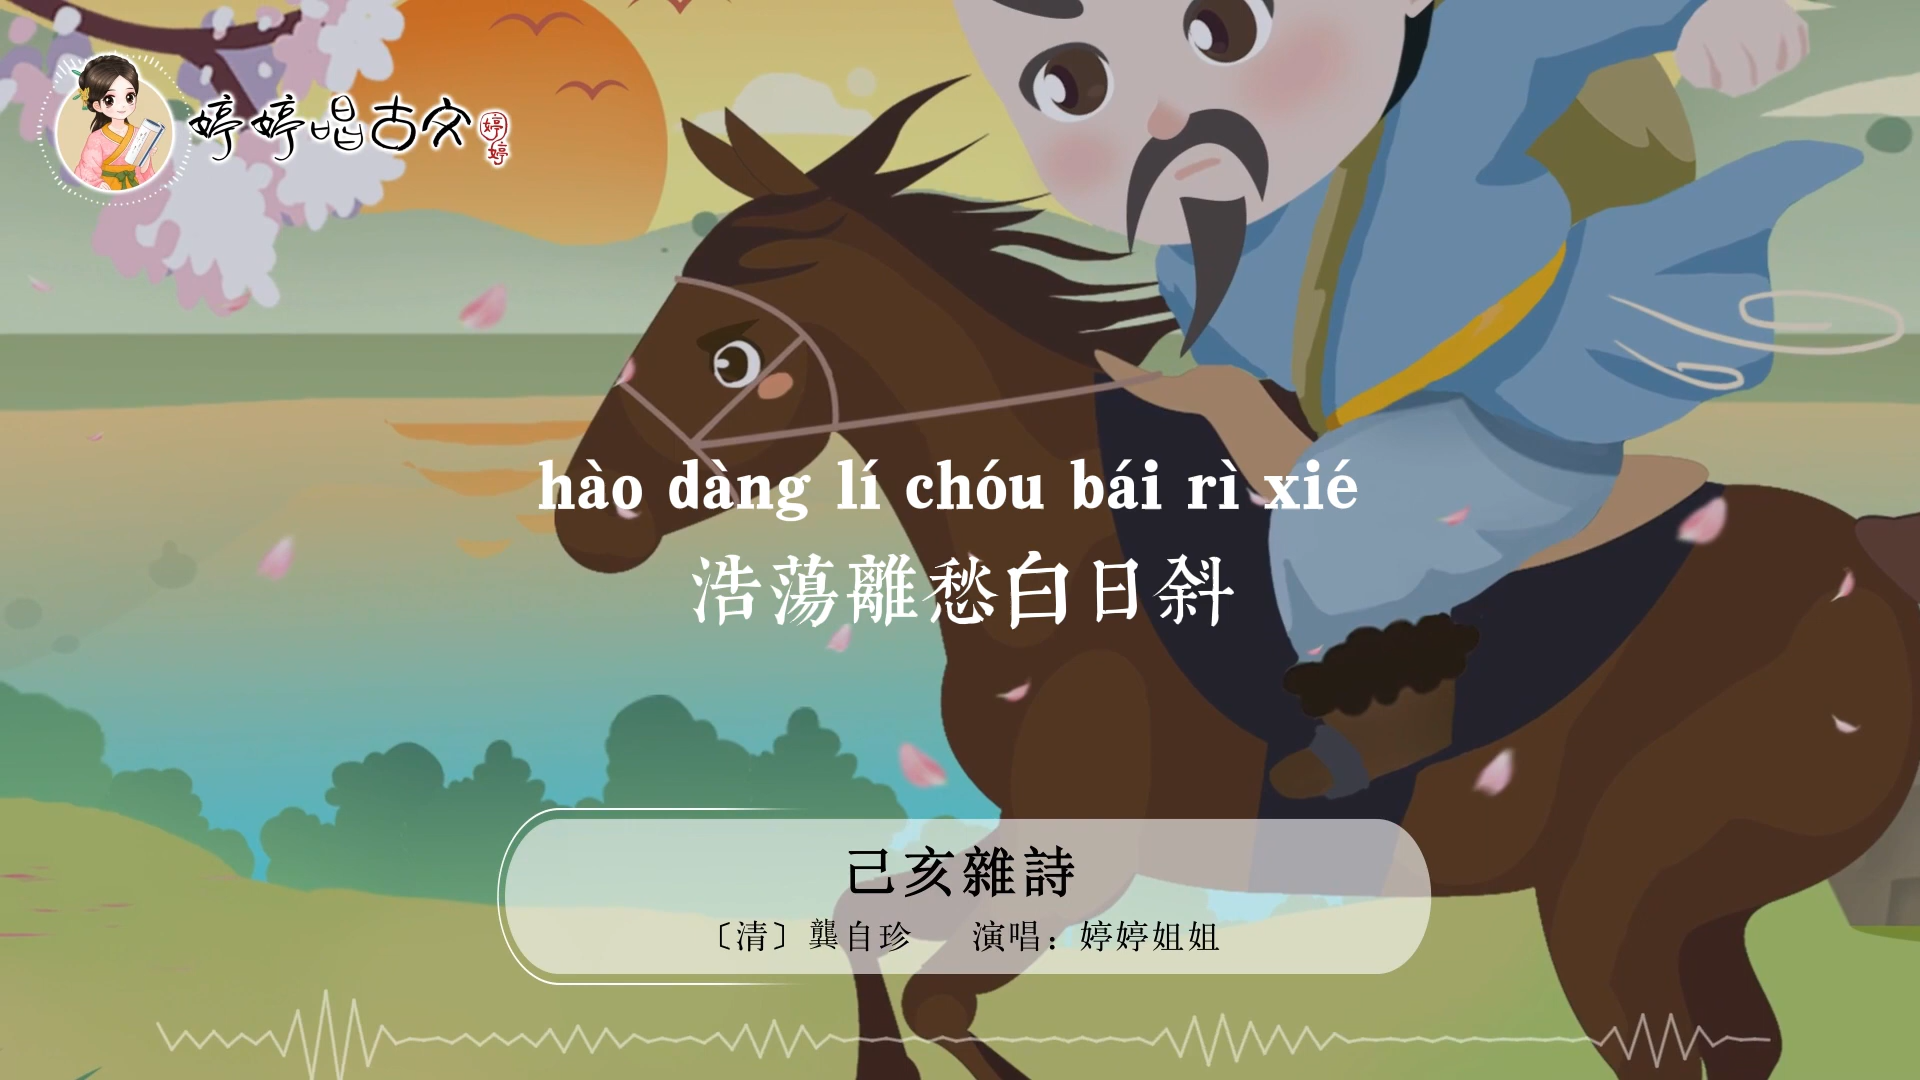 婷婷唱古文
婷婷
hào dàng lí chóu bái rì xié
浩蕩離愁白日斜
己亥雜詩
〔清〕龔自珍 演唱：婷婷姐姐